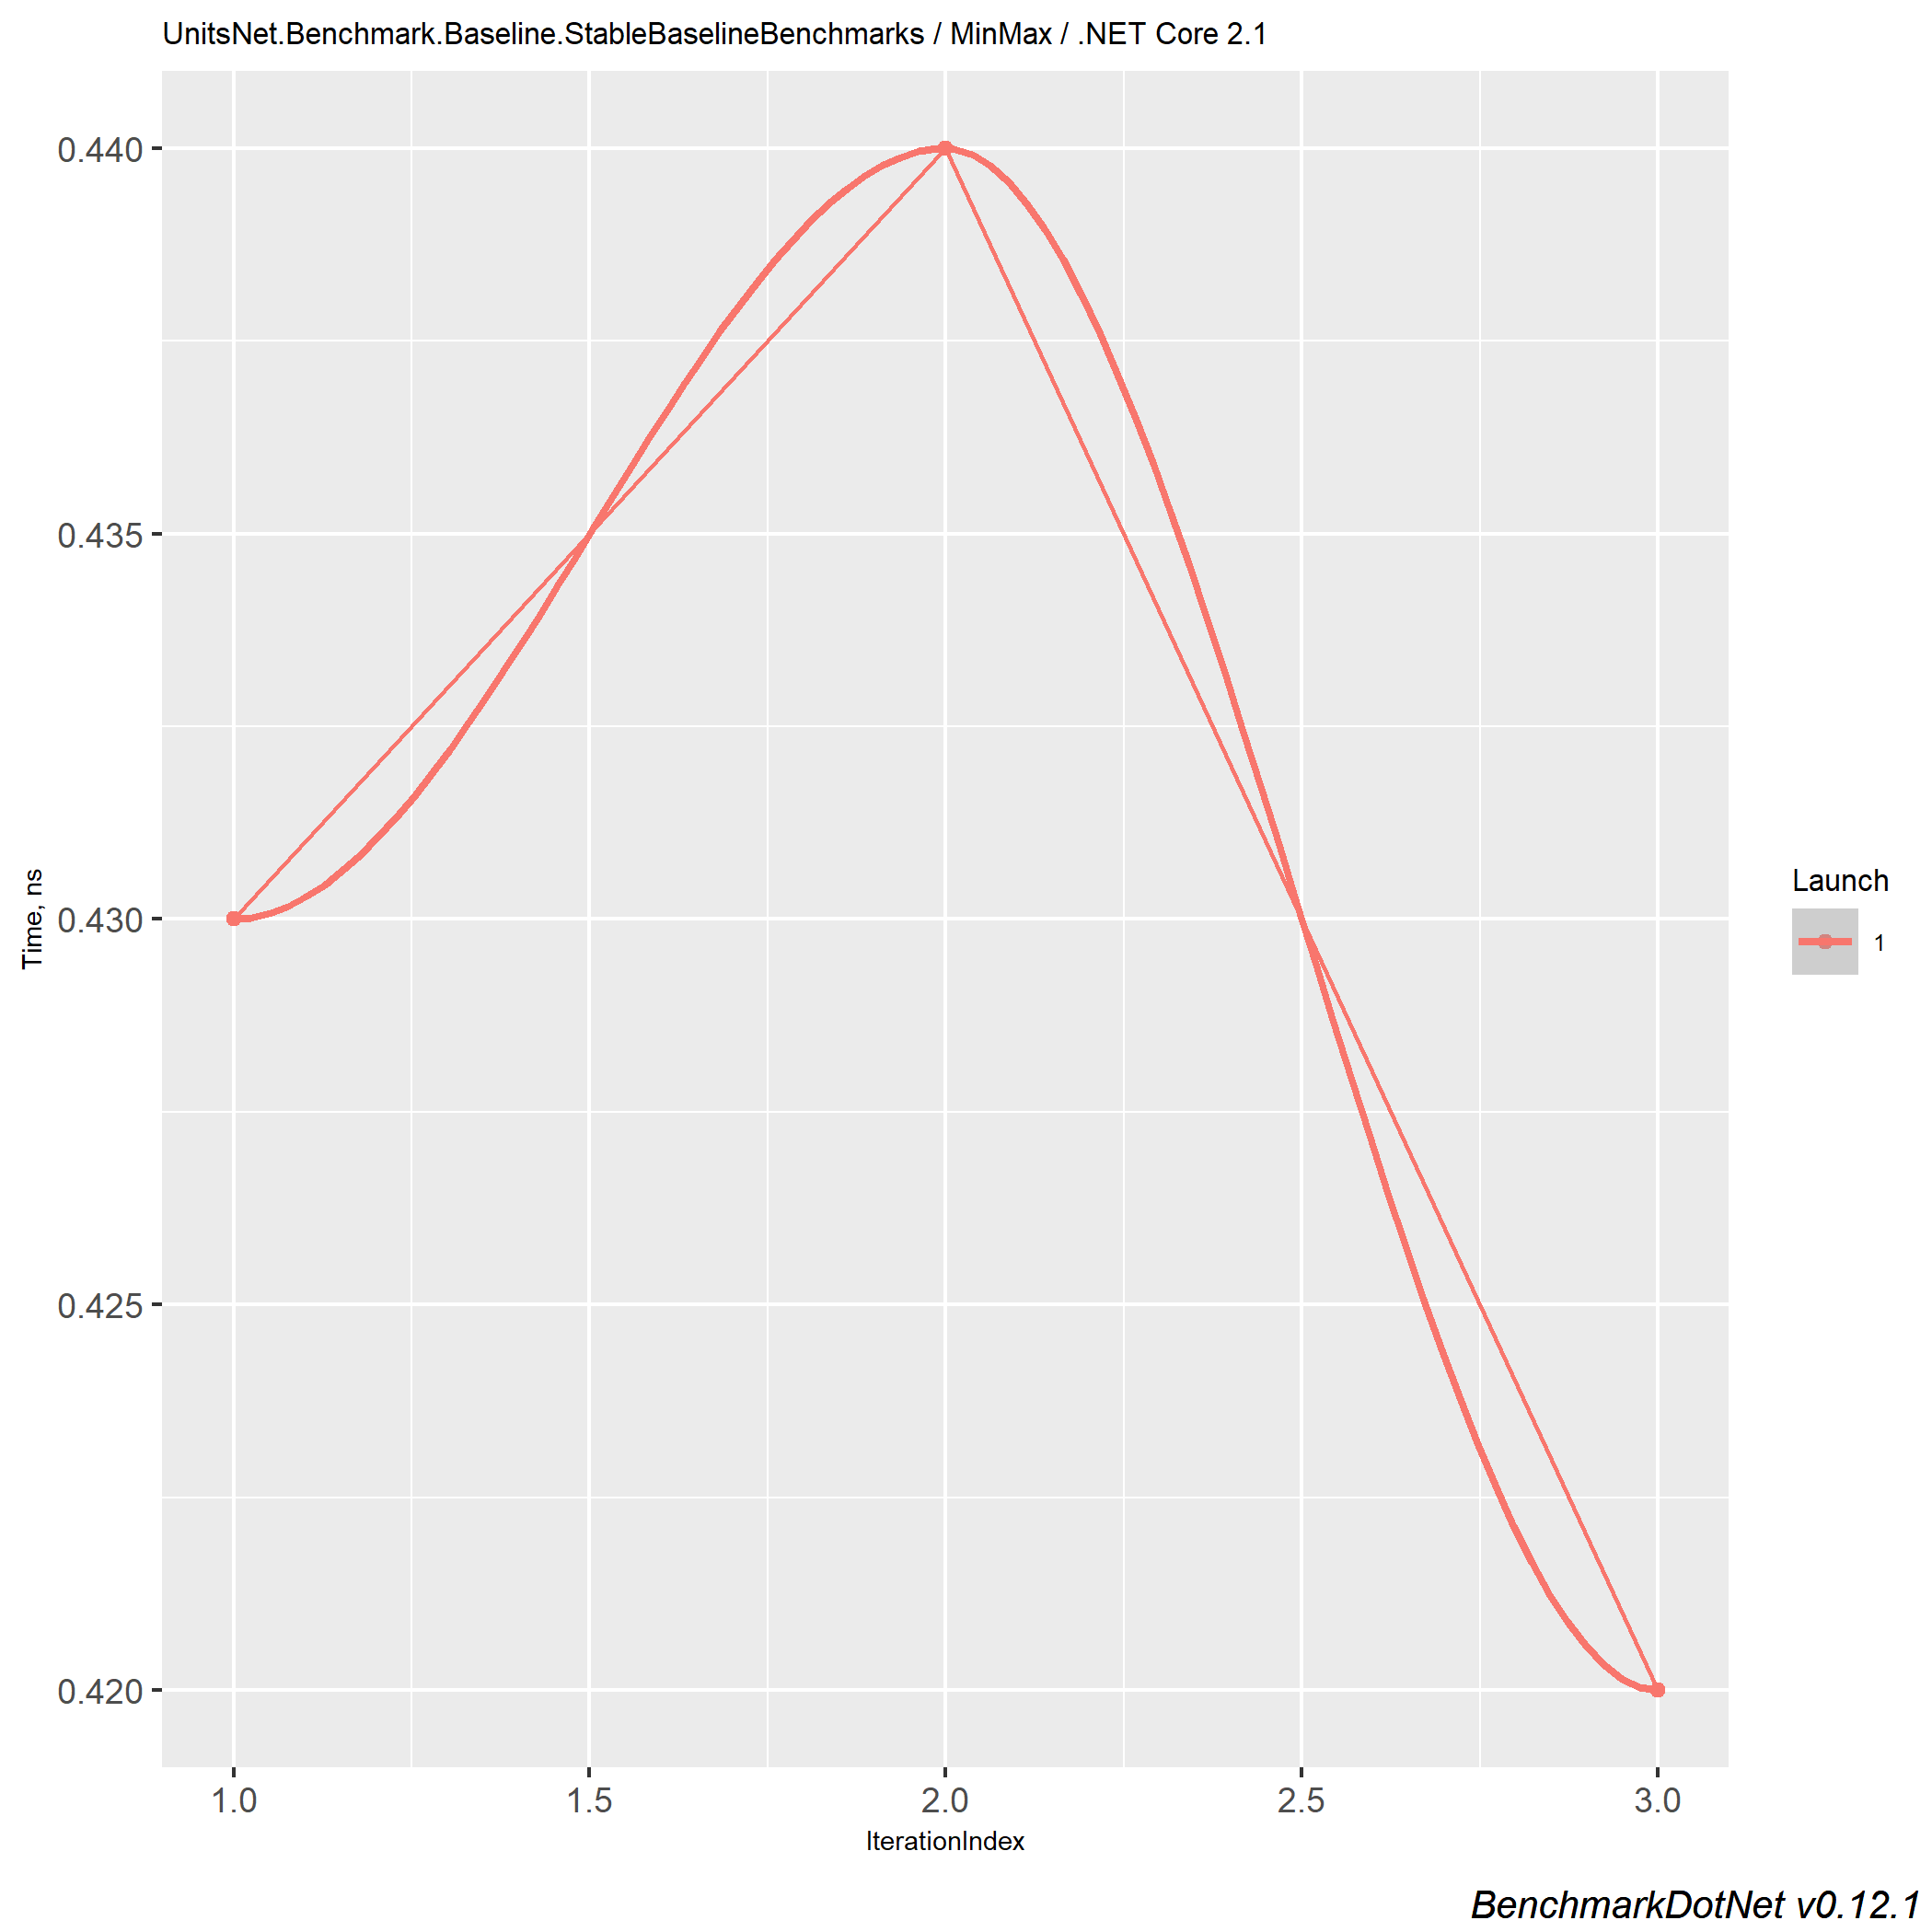 UnitsNet.Benchmark.Baseline.StableBaselineBenchmarks / MinMax / .NET Core 2.1
0.440
0.435
0.430
0.425
0.420
Time, ns
1.0 1.5 2.0 2.5 3.0
IterationIndex
Launch
1
BenchmarkDotNet v0.12.1